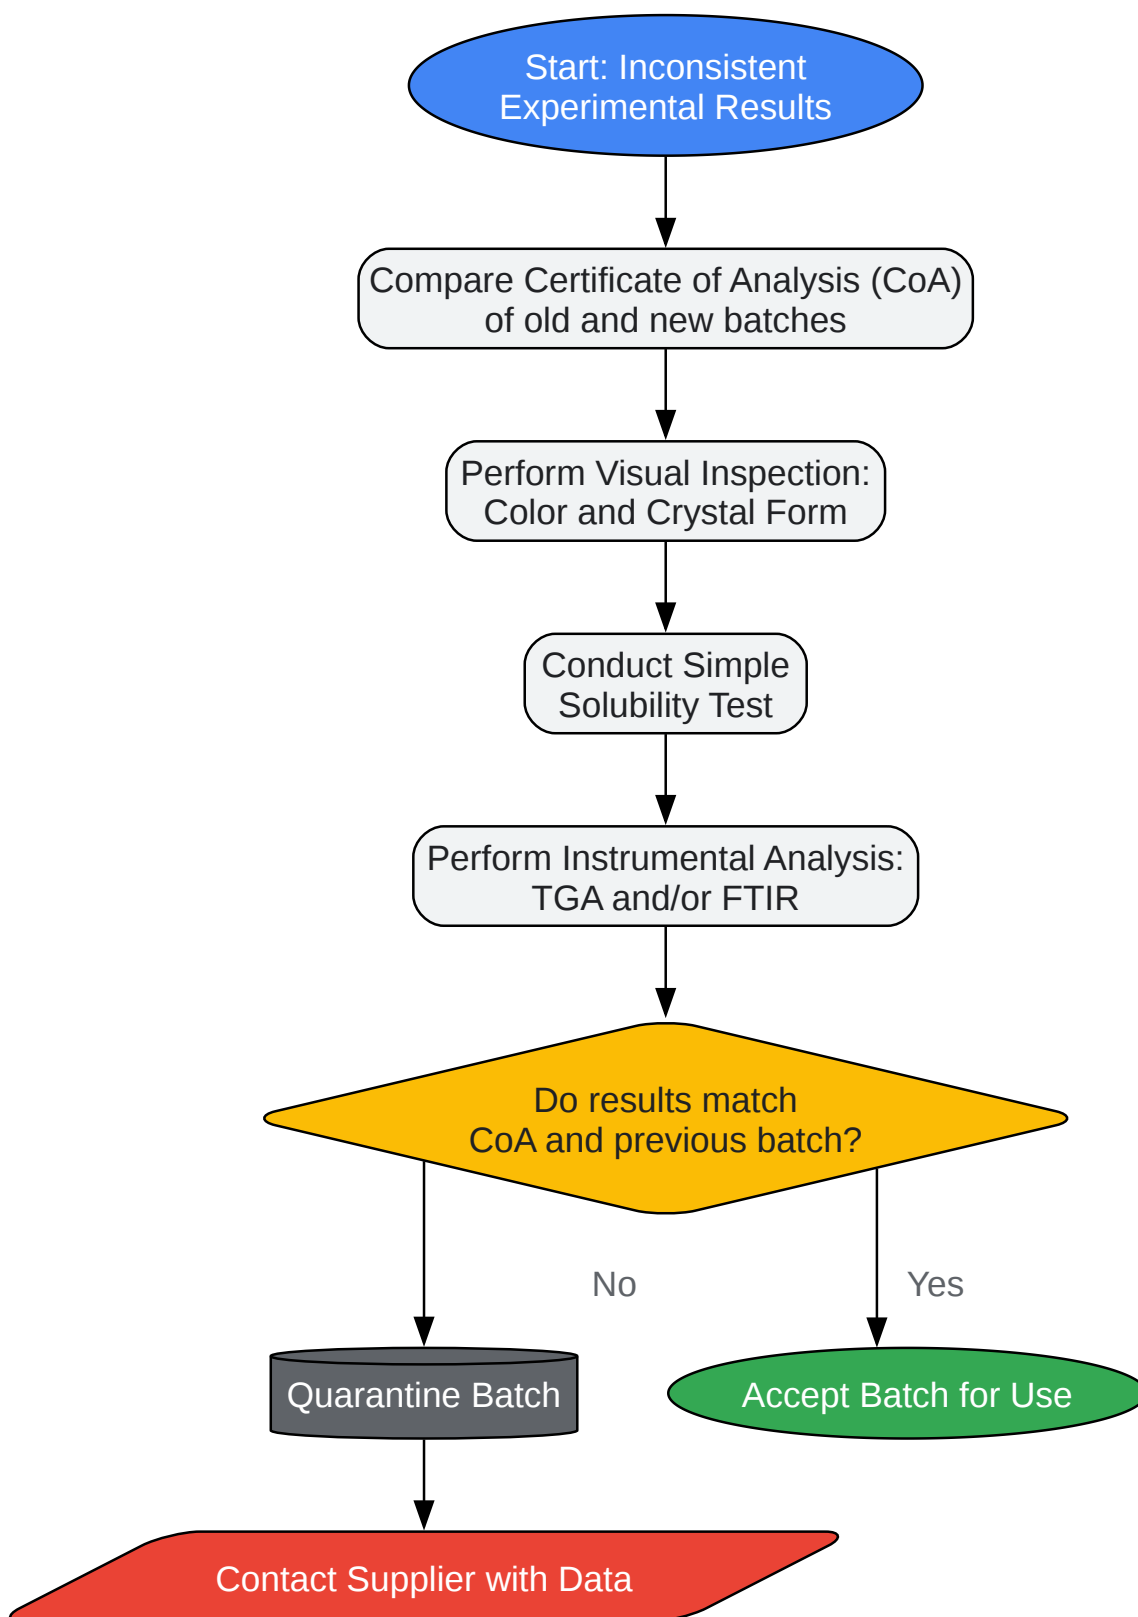 Start: Inconsistent
Experimental Results
Compare Certificate of Analysis (CoA)
of old and new batches
Perform Visual Inspection:
Color and Crystal Form
Conduct Simple
Solubility Test
Perform Instrumental Analysis:
TGA and/or FTIR
Do results match
CoA and previous batch?
No
Yes
Quarantine Batch
Accept Batch for Use
Contact Supplier with Data